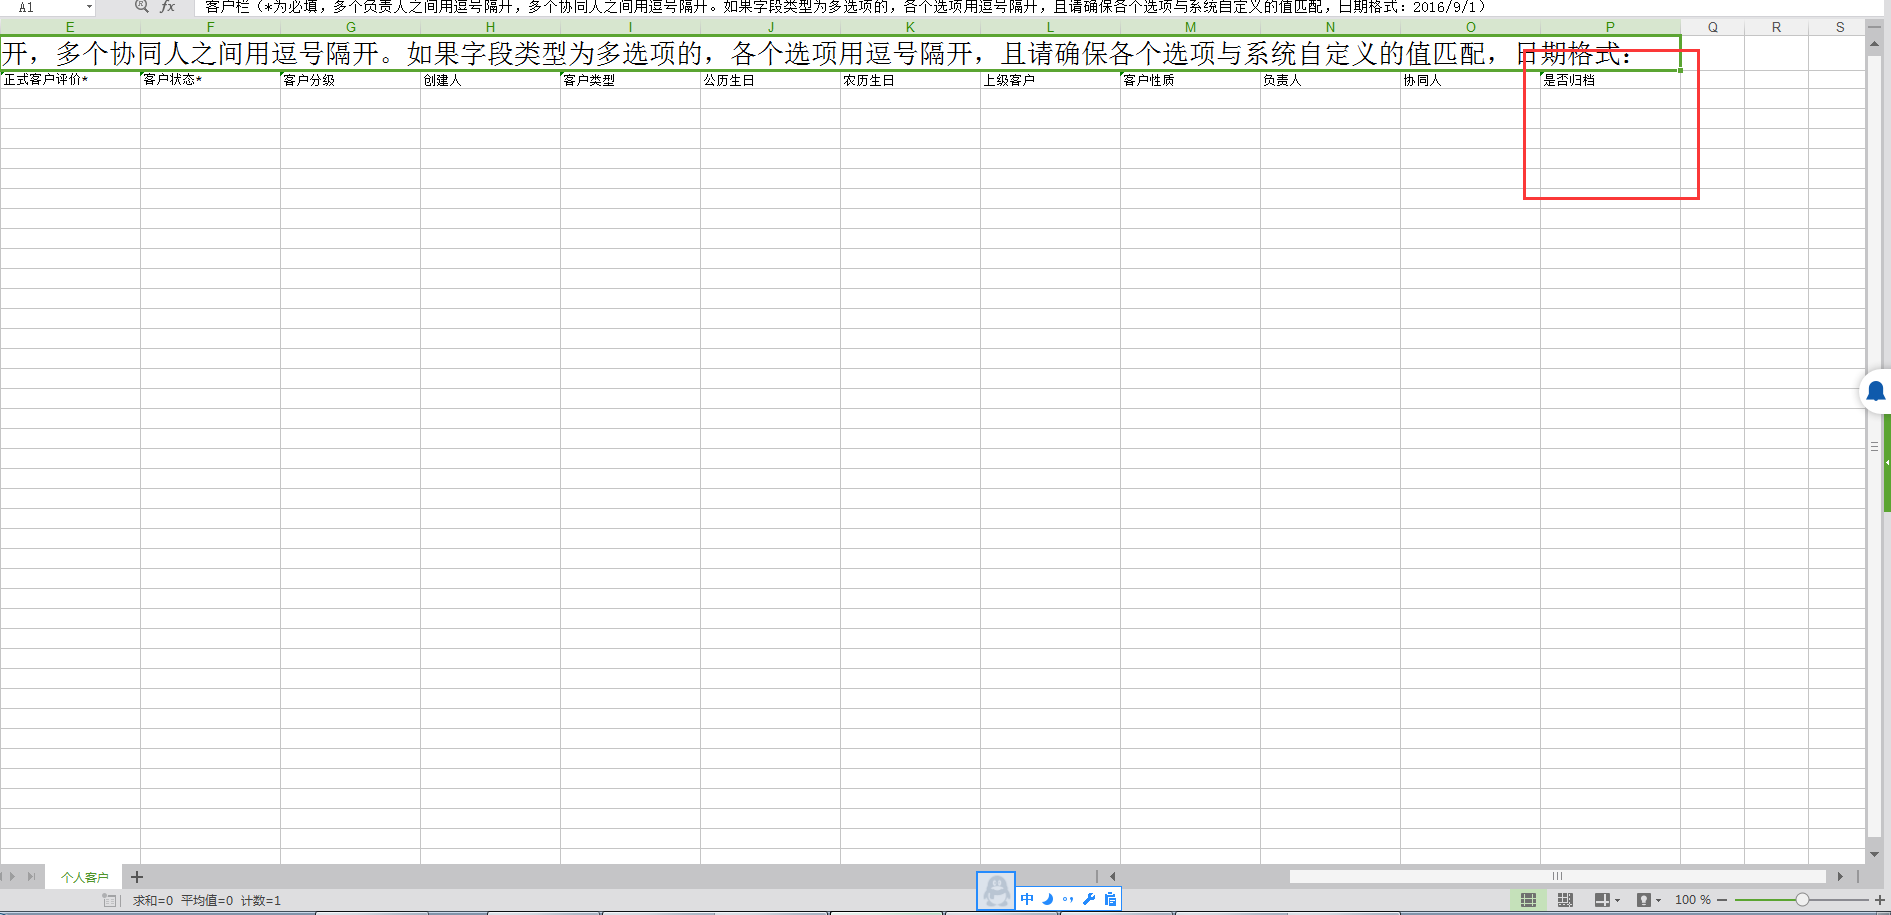 A1 fx 客户栏（*为必填，多个负责人之间用逗号隔开，多个协同人之间用逗号隔开。如果字段类型为多选项的，各个选项用逗号隔开，且请确保各个选项与系统自定义的值匹配，日期格式：2016/9/1）
E F G H I J K L M N O P Q R S
开，多个协同人之间用逗号隔开。如果字段类型为多选项的，各个选项用逗号隔开，且请确保各个选项与系统自定义的值匹配，日期格式：
正式客户评价* 客户状态* 客户分级 创建人 客户类型 公历生日 农历生日 上级客户 客户性质 负责人 协同人 是否归档
个人客户 +
中
求和=0 平均值=0 计数=1 100 %